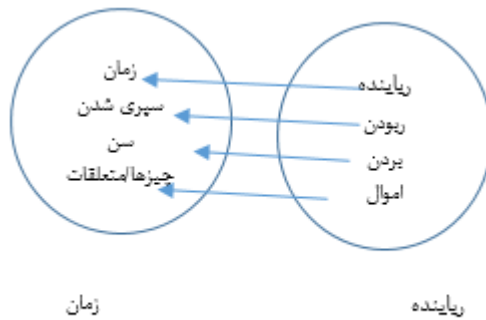 رباینده
ربودن
بردن
اموال
زمان
سپری شدن
سن
چیزها/متعلقات
رباینده
زمان